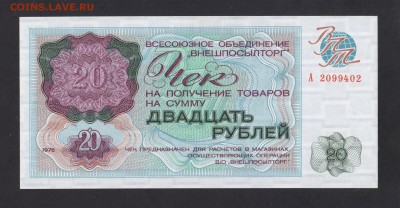 COINS.LAVE.RU
ВСЕСОЮЗНОЕ ОБЪЕДИНЕНИЕ
"ВНЕШПОСЫЛТОРГ"
Чек
НА ПОЛУЧЕНИЕ ТОВАРОВ
НА СУММУ
ДВАДЦАТЬ
РУБЛЕЙ
20
20
1976
ВПТ
А 2099402
ЧЕК ПРЕДНАЗНАЧЕН ДЛЯ РАСЧЕТОВ В МАГАЗИНАХ,
ОСУЩЕСТВЛЯЮЩИХ ОПЕРАЦИИ
В/О „ВНЕШПОСЫЛТОРГ"
20